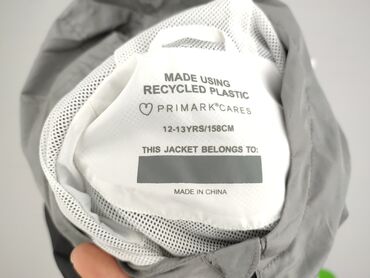 MADE USING
RECYCLED PLASTIC
PRIMARK®CARES
12-13YRS/158CM
THIS JACKET BELONGS TO:
MADE IN CHINA